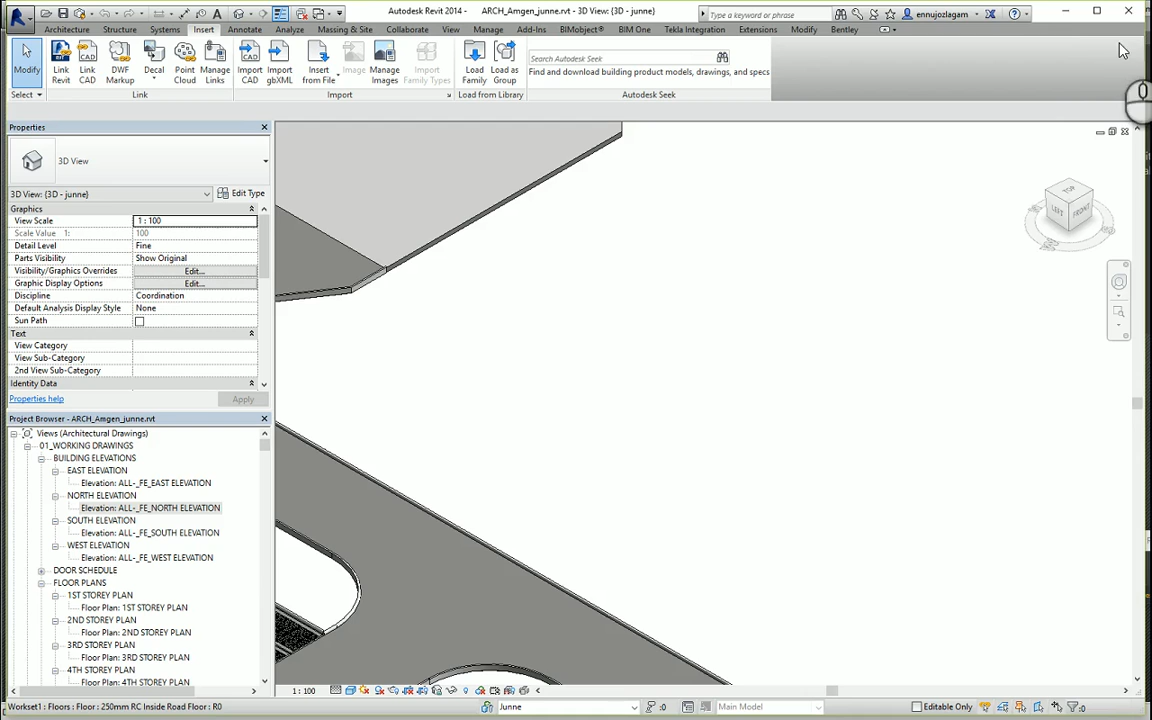 Autodesk Revit 2014 - ARCH_Amgen_junne.rvt - 3D View: {3D - junne}
Type a keyword or phrase
ennujozlagam
Architecture Structure Systems Insert Annotate Analyze Massing & Site Collaborate View Manage Add-Ins BIMobject® BIM One Tekla Integration Extensions Modify Bentley
Modify
Link Revit
Link CAD
DWF Markup
Decal
Point Cloud
Manage Links
Import CAD
Import gbXML
Insert from File
Image
Manage Images
Import Family Types
Load Family
Load as Group
Search Autodesk Seek
Find and download building product models, drawings, and specs
Select
Link
Import
Load from Library
Autodesk Seek
Properties
3D View
3D View: {3D - junne}
Edit Type
Graphics
View Scale 1 : 100
Scale Value 1: 100
Detail Level Fine
Parts Visibility Show Original
Visibility/Graphics Overrides Edit...
Graphic Display Options Edit...
Discipline Coordination
Default Analysis Display Style None
Sun Path
Text
View Category
View Sub-Category
2nd View Sub-Category
Identity Data
Properties help
Apply
Project Browser - ARCH_Amgen_junne.rvt
Views (Architectural Drawings)
01_WORKING DRAWINGS
BUILDING ELEVATIONS
EAST ELEVATION
Elevation: ALL-_FE_EAST ELEVATION
NORTH ELEVATION
Elevation: ALL-_FE_NORTH ELEVATION
SOUTH ELEVATION
Elevation: ALL-_FE_SOUTH ELEVATION
WEST ELEVATION
Elevation: ALL-_FE_WEST ELEVATION
DOOR SCHEDULE
FLOOR PLANS
1ST STOREY PLAN
Floor Plan: 1ST STOREY PLAN
2ND STOREY PLAN
Floor Plan: 2ND STOREY PLAN
3RD STOREY PLAN
Floor Plan: 3RD STOREY PLAN
4TH STOREY PLAN
Floor Plan: 4TH STOREY PLAN
TOP
LEFT
FRONT
1 : 100
Workset1 : Floors : Floor : 250mm RC Inside Road Floor : R0
Junne
:0
Main Model
Editable Only
:0